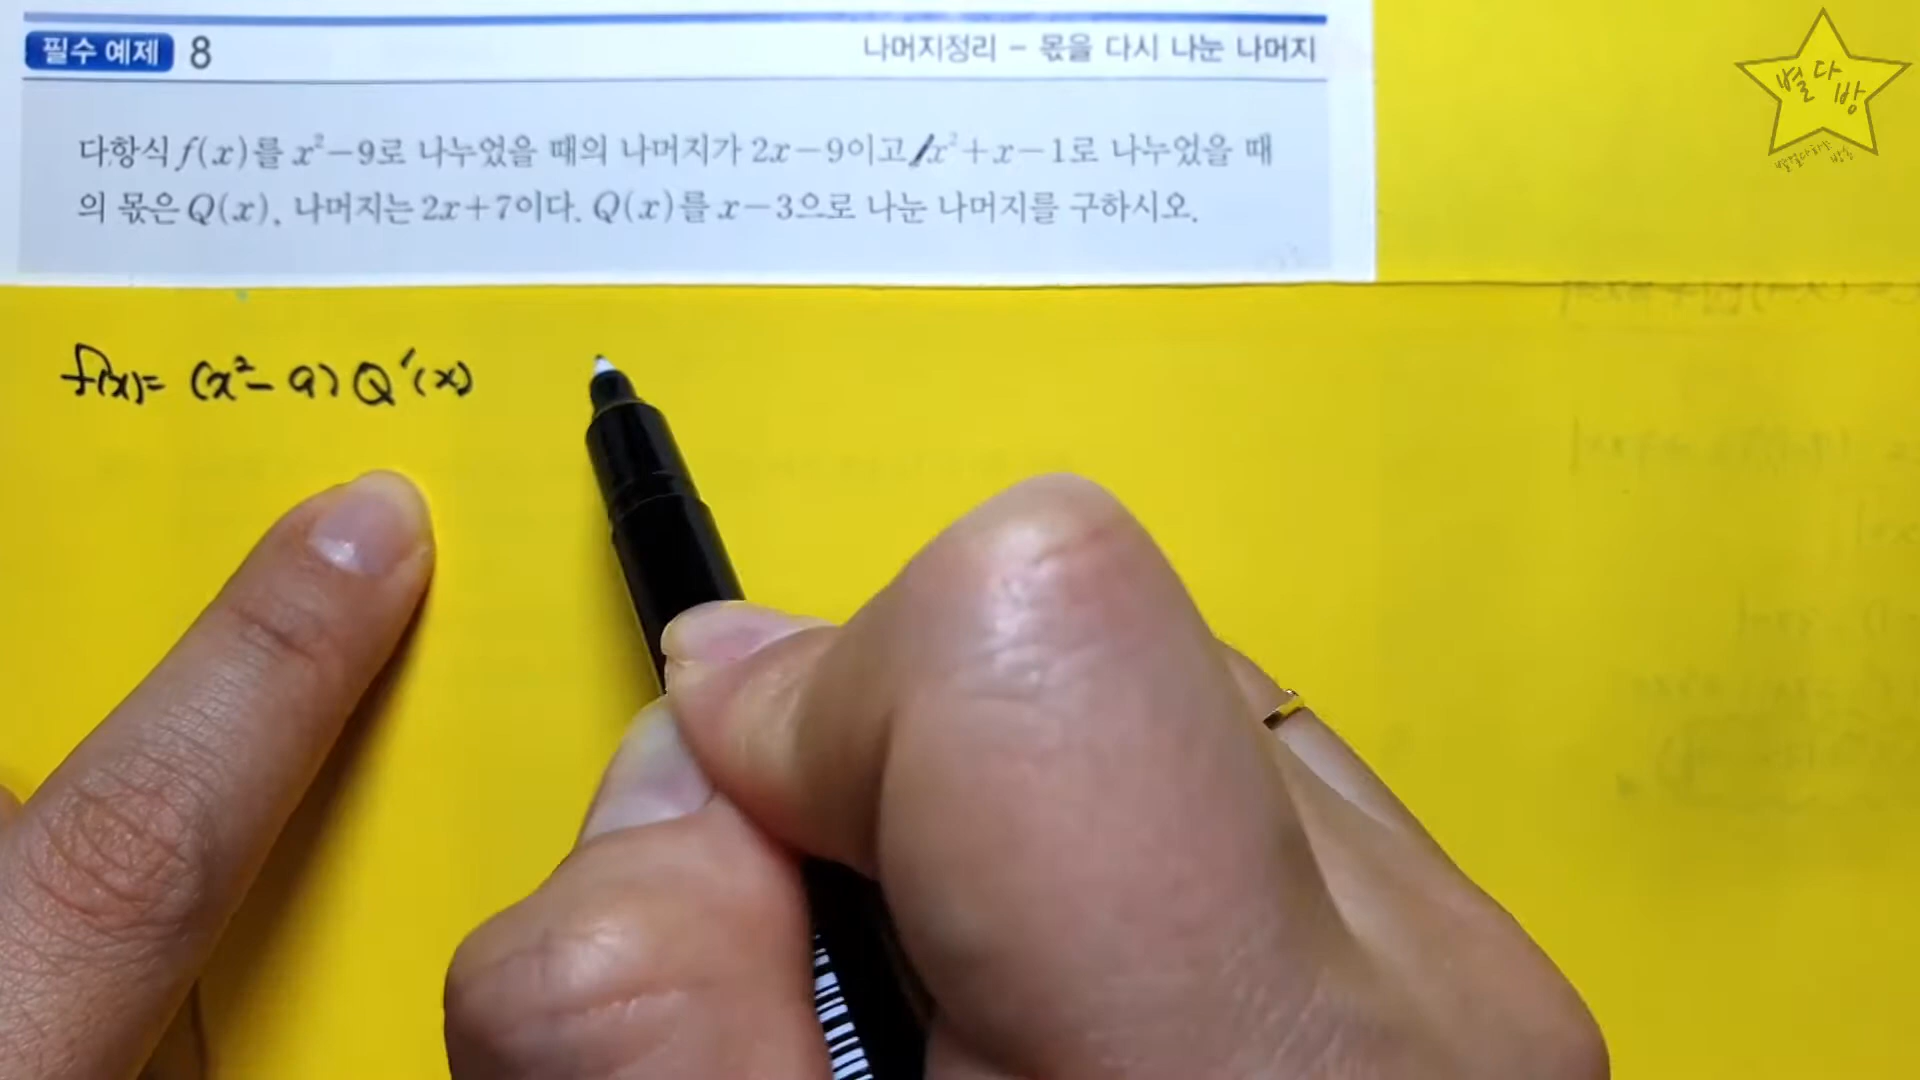 필수 예제 8
나머지정리 - 몫을 다시 나눈 나머지
다항식 f(x)를 x²-9로 나누었을 때의 나머지가 2x-9이고 x²+x-1로 나누었을 때
의 몫은 Q(x), 나머지는 2x+7이다. Q(x)를 x-3으로 나눈 나머지를 구하시오.
f(x)= (x²-9) Q'(x)
별다방